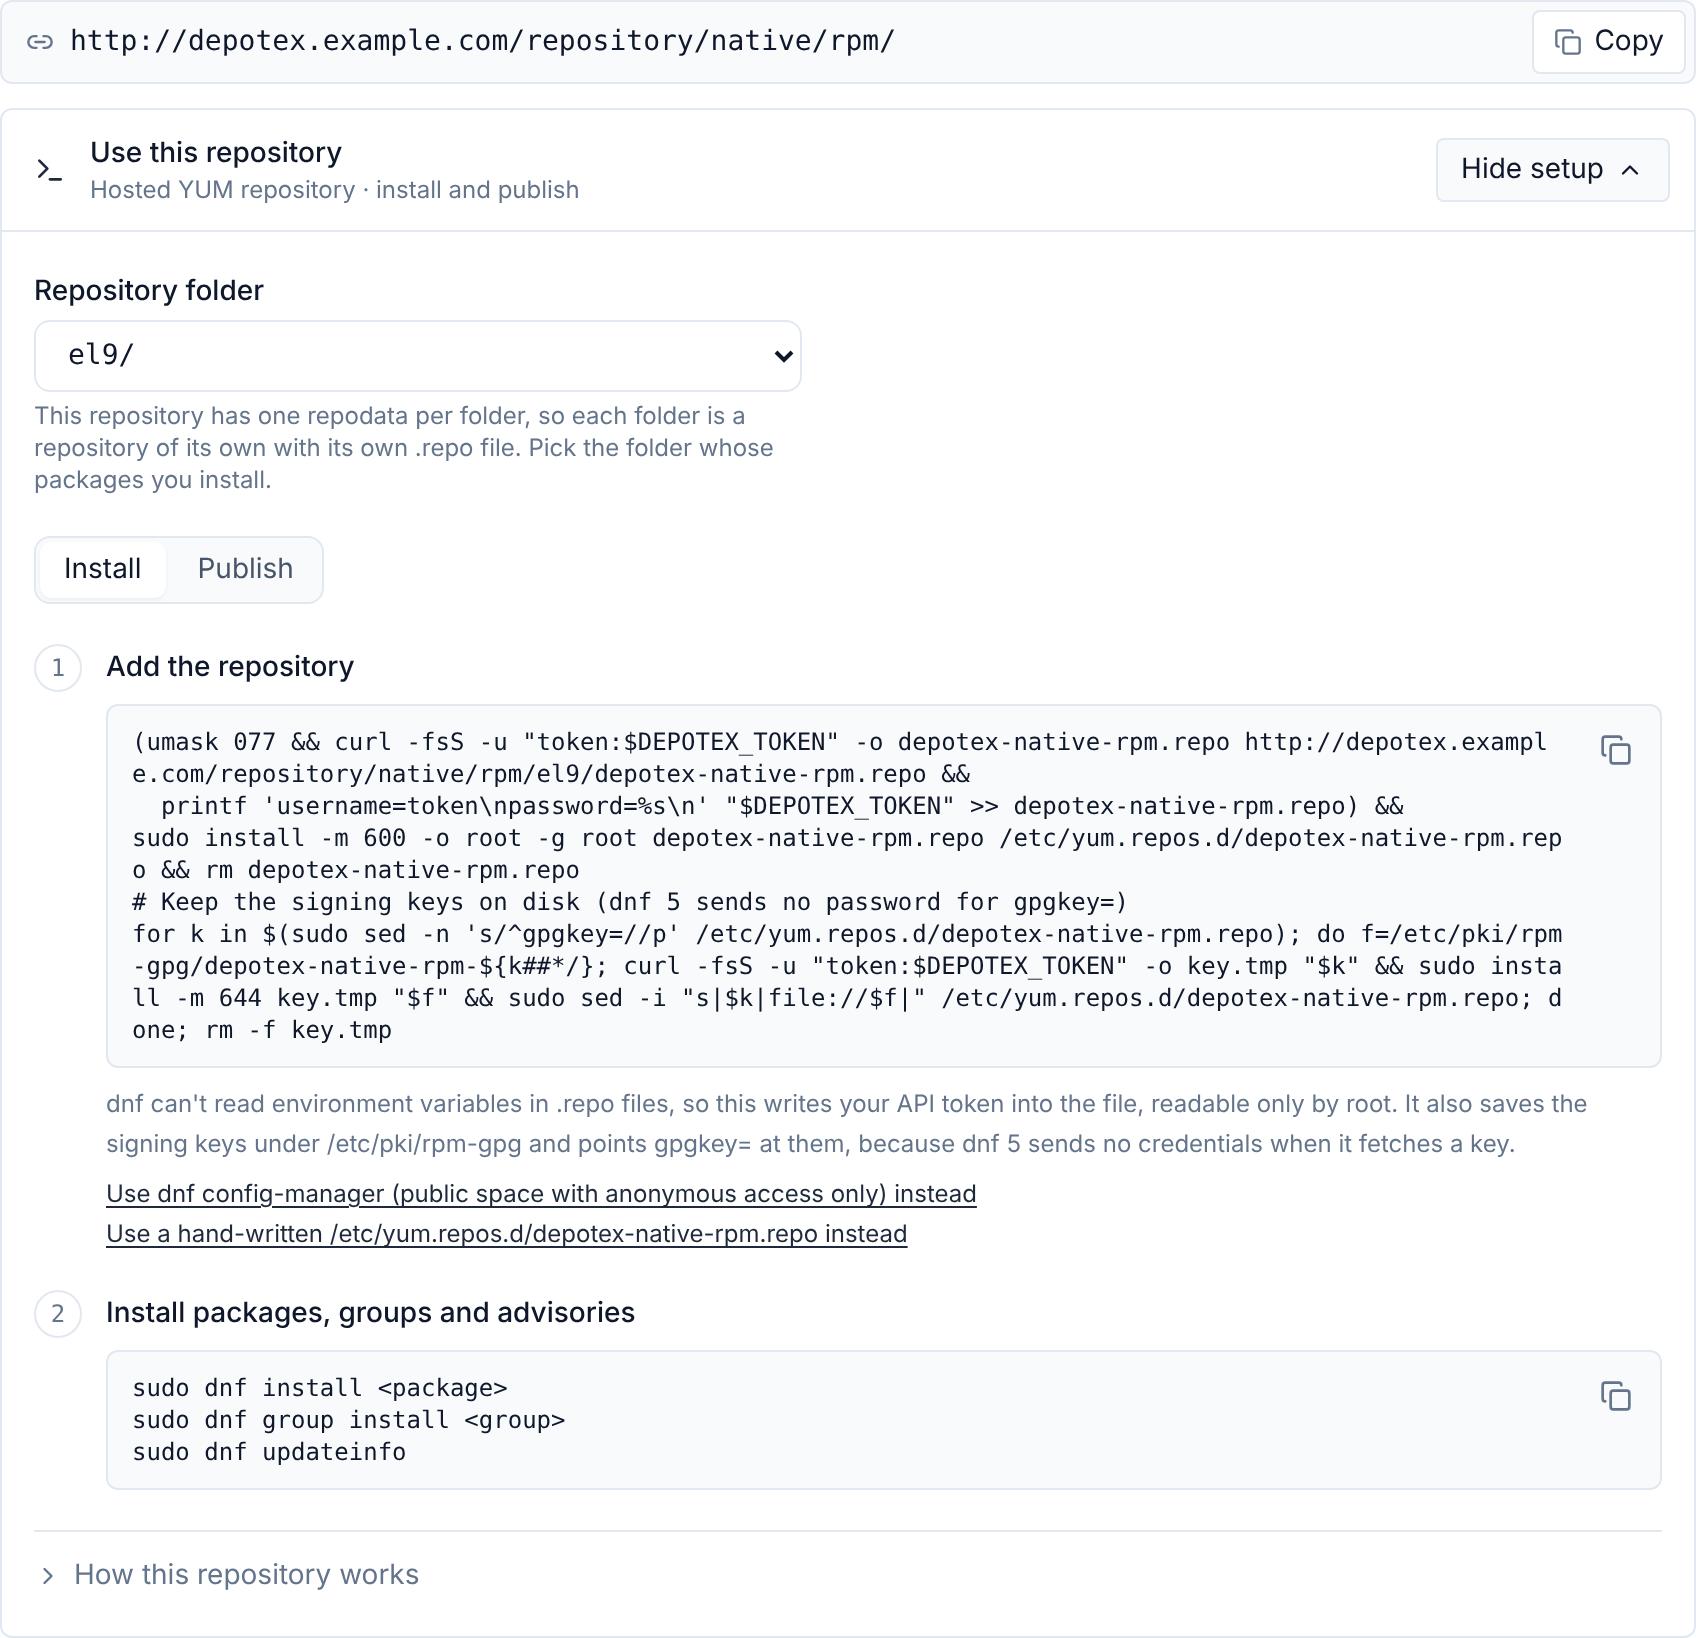 http://depotex.example.com/repository/native/rpm/
Copy
Use this repository
Hosted YUM repository · install and publish
Hide setup
Repository folder
el9/
This repository has one repodata per folder, so each folder is a
repository of its own with its own .repo file. Pick the folder whose
packages you install.
Install
Publish
1
Add the repository
(umask 077 && curl -fsS -u "token:$DEPOTEX_TOKEN" -o depotex-native-rpm.repo http://depotex.exampl
e.com/repository/native/rpm/el9/depotex-native-rpm.repo &&
  printf 'username=token\npassword=%s\n' "$DEPOTEX_TOKEN" >> depotex-native-rpm.repo) &&
sudo install -m 600 -o root -g root depotex-native-rpm.repo /etc/yum.repos.d/depotex-native-rpm.rep
o && rm depotex-native-rpm.repo
# Keep the signing keys on disk (dnf 5 sends no password for gpgkey=)
for k in $(sudo sed -n 's/^gpgkey=//p' /etc/yum.repos.d/depotex-native-rpm.repo); do f=/etc/pki/rpm
-gpg/depotex-native-rpm-${k##*/}; curl -fsS -u "token:$DEPOTEX_TOKEN" -o key.tmp "$k" && sudo insta
ll -m 644 key.tmp "$f" && sudo sed -i "s|$k|file://$f|" /etc/yum.repos.d/depotex-native-rpm.repo; d
one; rm -f key.tmp
dnf can't read environment variables in .repo files, so this writes your API token into the file, readable only by root. It also saves the
signing keys under /etc/pki/rpm-gpg and points gpgkey= at them, because dnf 5 sends no credentials when it fetches a key.
Use dnf config-manager (public space with anonymous access only) instead
Use a hand-written /etc/yum.repos.d/depotex-native-rpm.repo instead
2
Install packages, groups and advisories
sudo dnf install <package>
sudo dnf group install <group>
sudo dnf updateinfo
How this repository works